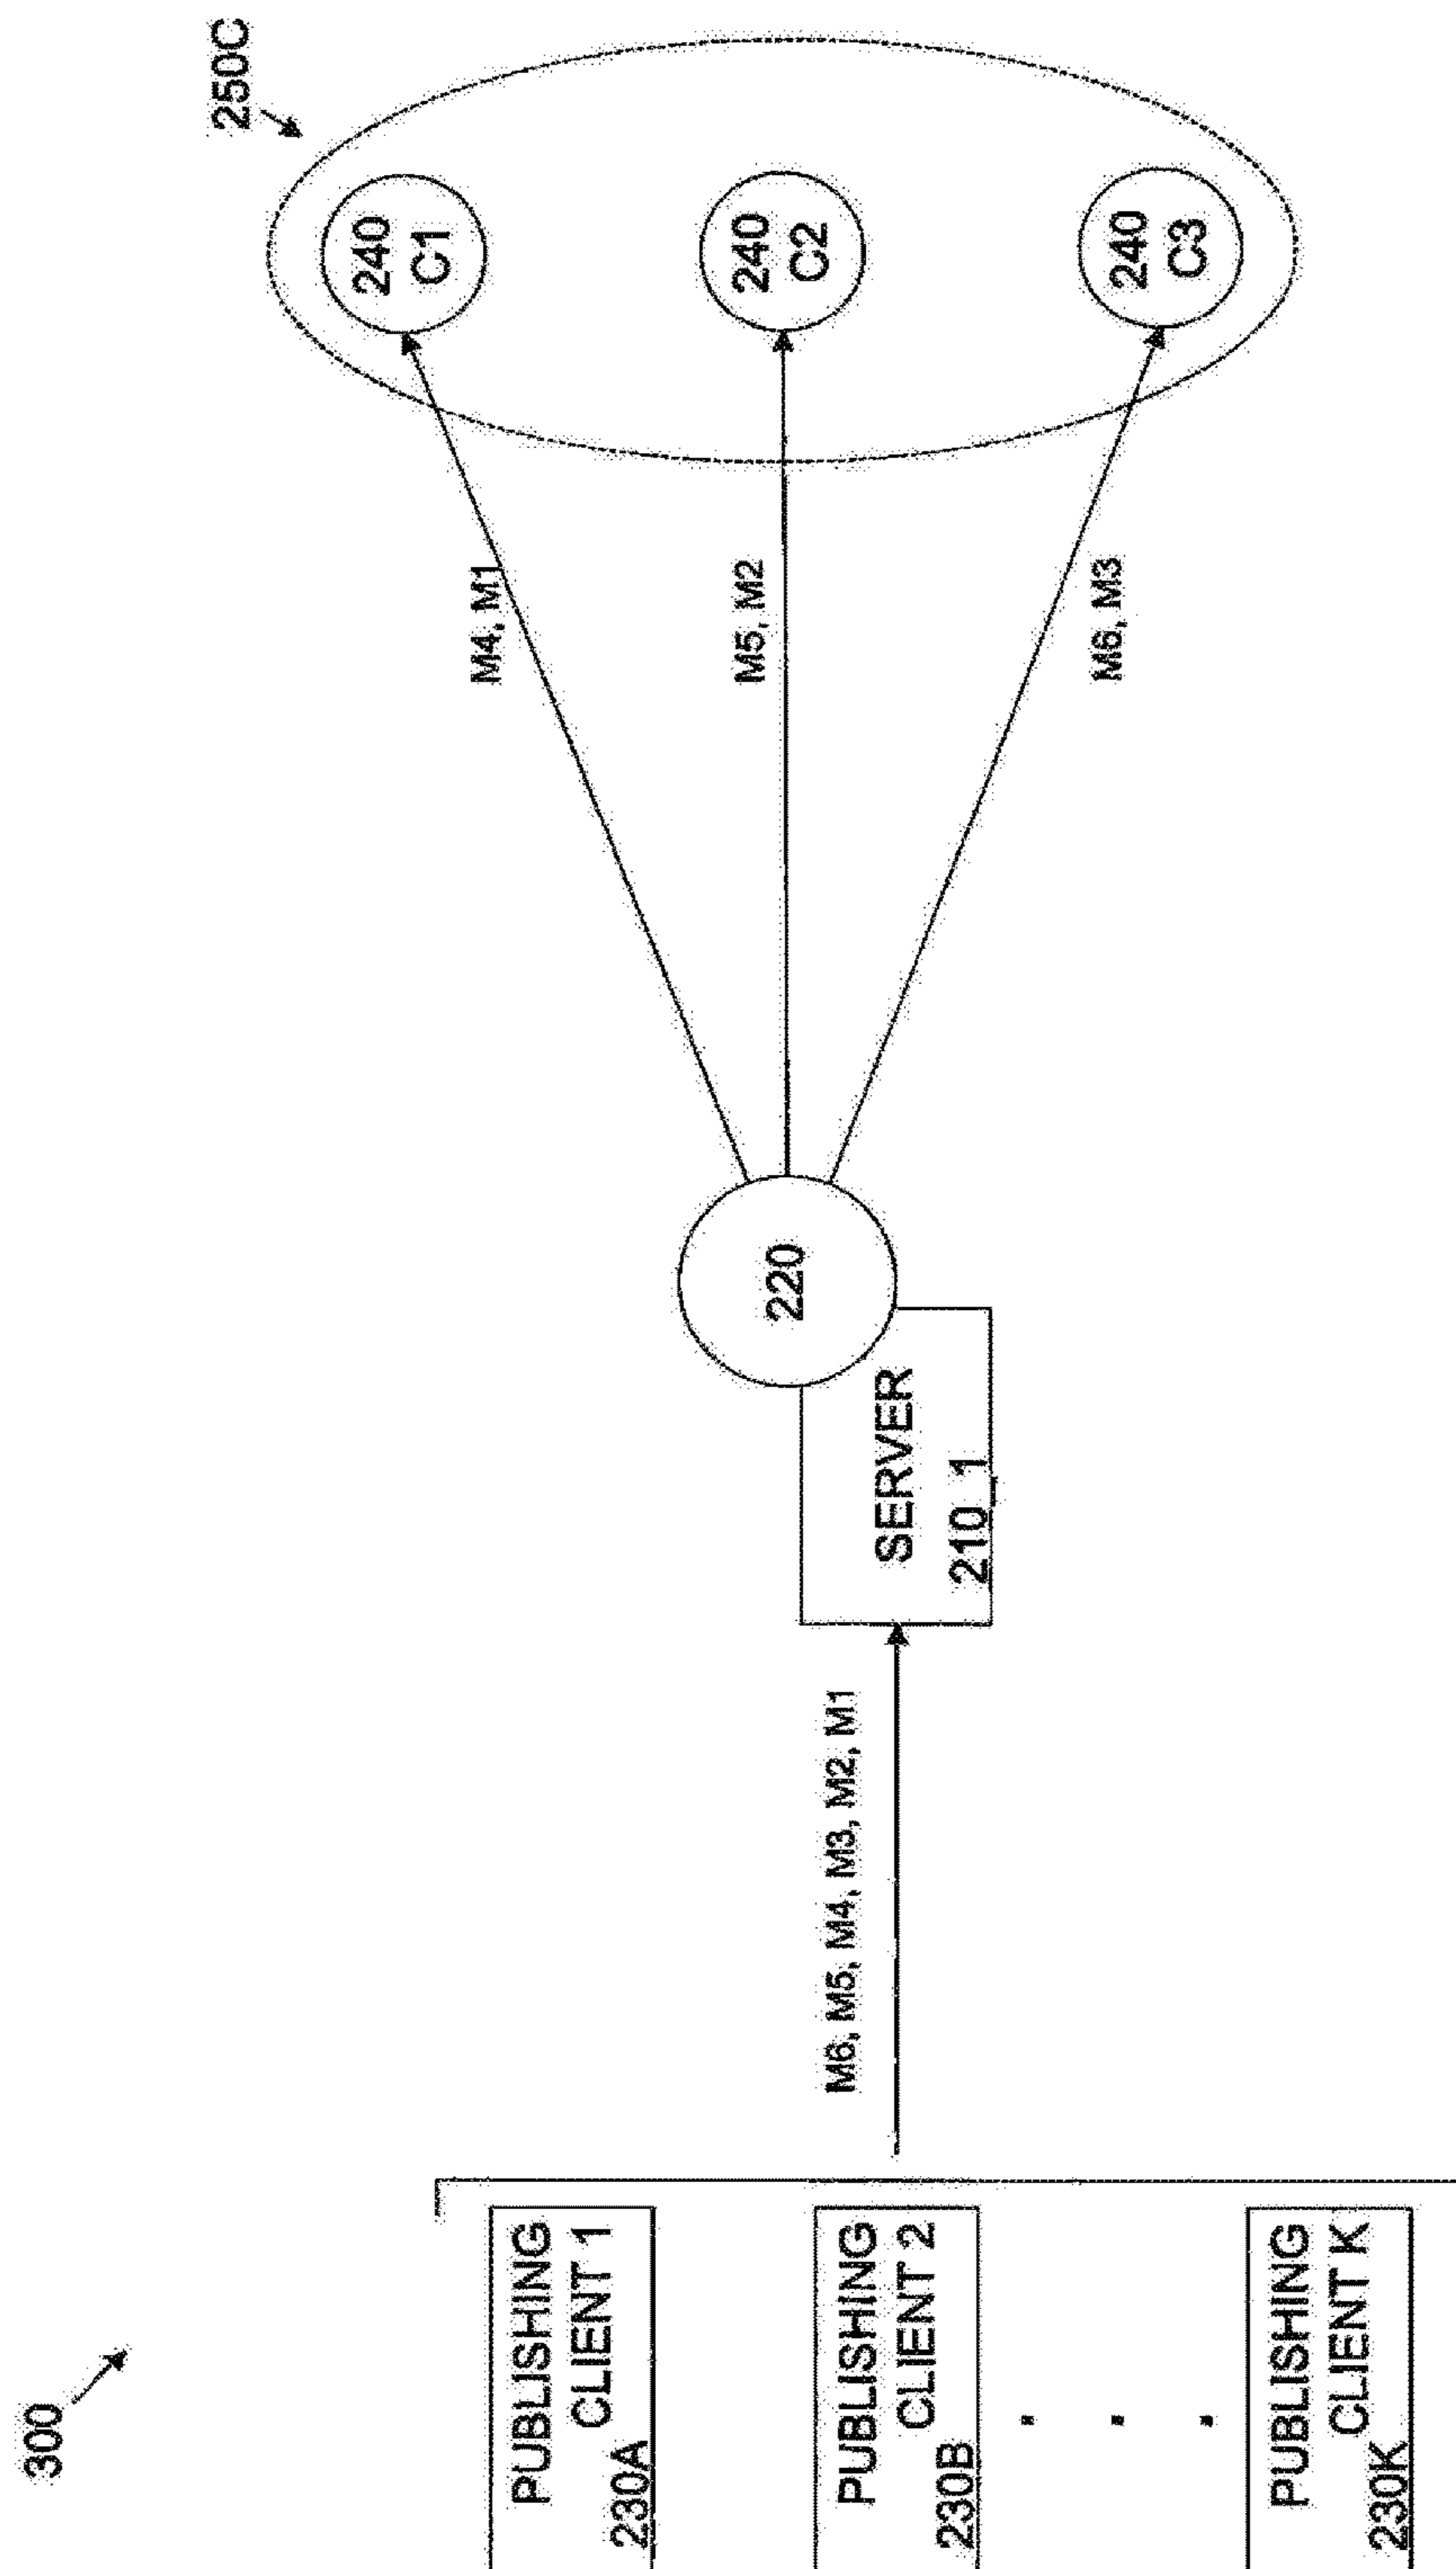 300
PUBLISHING
CLIENT 1
230A
PUBLISHING
CLIENT 2
230B
PUBLISHING
CLIENT K
230K
M6, M5, M4, M3, M2, M1
SERVER
210_1
220
M4, M1
M5, M2
M6, M3
250C
240
C1
240
C2
240
C3